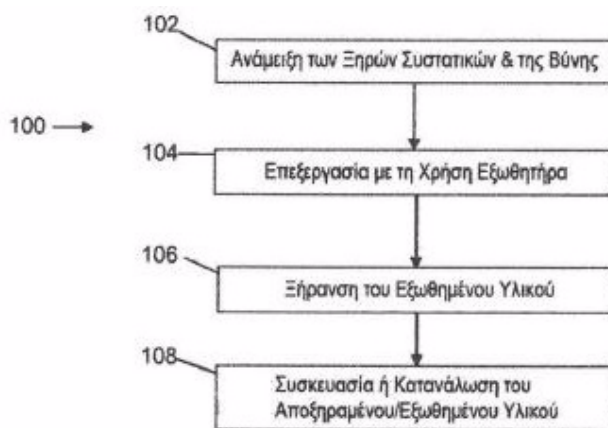 102
Ανάμειξη των Ξηρών Συστατικών & της Βύνης
100
104
Επεξεργασία με τη Χρήση Εξωθητήρα
106
Ξήρανση του Εξωθημένου Υλικού
108
Συσκευασία ή Κατανάλωση του
Αποξηραμένου/Εξωθημένου Υλικού